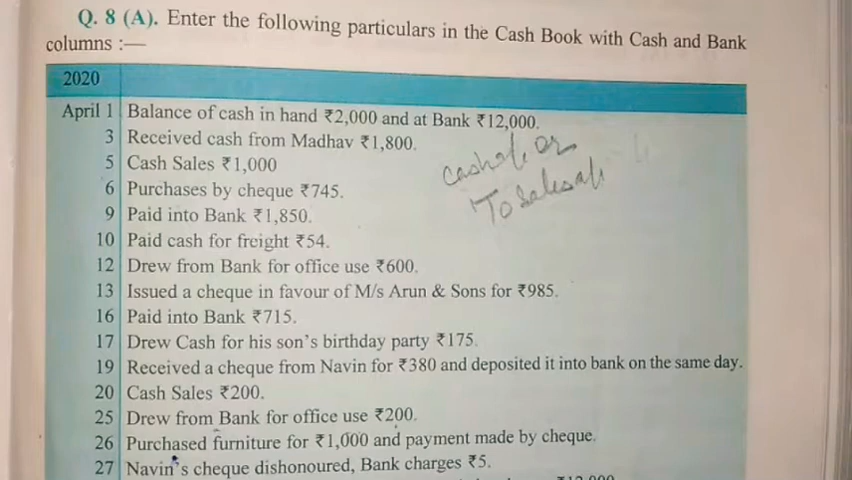 Q. 8 (A). Enter the following particulars in the Cash Book with Cash and Bank
columns :—
2020
April 1 Balance of cash in hand ₹2,000 and at Bank ₹12,000.
3 Received cash from Madhav ₹1,800.
5 Cash Sales ₹1,000
6 Purchases by cheque ₹745.
9 Paid into Bank ₹1,850.
10 Paid cash for freight ₹54.
12 Drew from Bank for office use ₹600.
13 Issued a cheque in favour of M/s Arun & Sons for ₹985.
16 Paid into Bank ₹715.
17 Drew Cash for his son's birthday party ₹175.
19 Received a cheque from Navin for ₹380 and deposited it into bank on the same day.
20 Cash Sales ₹200.
25 Drew from Bank for office use ₹200.
26 Purchased furniture for ₹1,000 and payment made by cheque.
27 Navin's cheque dishonoured, Bank charges ₹5.
Cash
To Sales